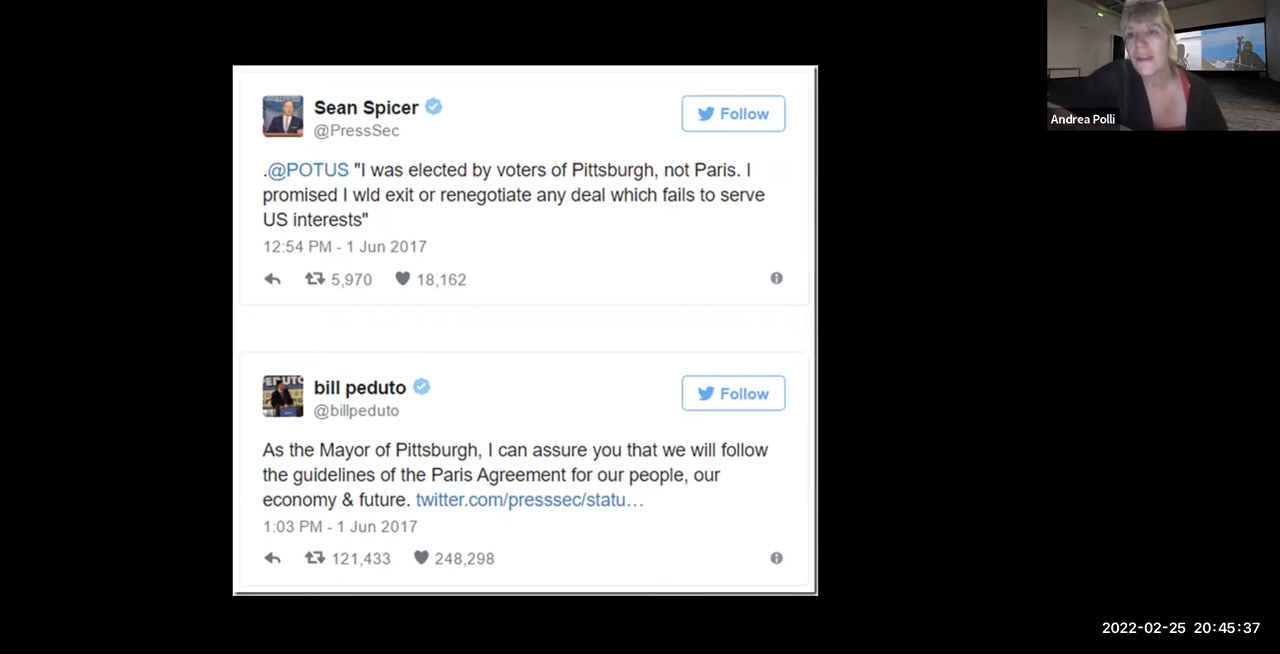 Sean Spicer
@PressSec
Follow
.@POTUS "I was elected by voters of Pittsburgh, not Paris. I
promised I wld exit or renegotiate any deal which fails to serve
US interests"
12:54 PM - 1 Jun 2017
5,970 18,162
bill peduto
@billpeduto
Follow
As the Mayor of Pittsburgh, I can assure you that we will follow
the guidelines of the Paris Agreement for our people, our
economy & future. twitter.com/presssec/statu…
1:03 PM - 1 Jun 2017
121,433 248,298
Andrea Polli
2022-02-25 20:45:37